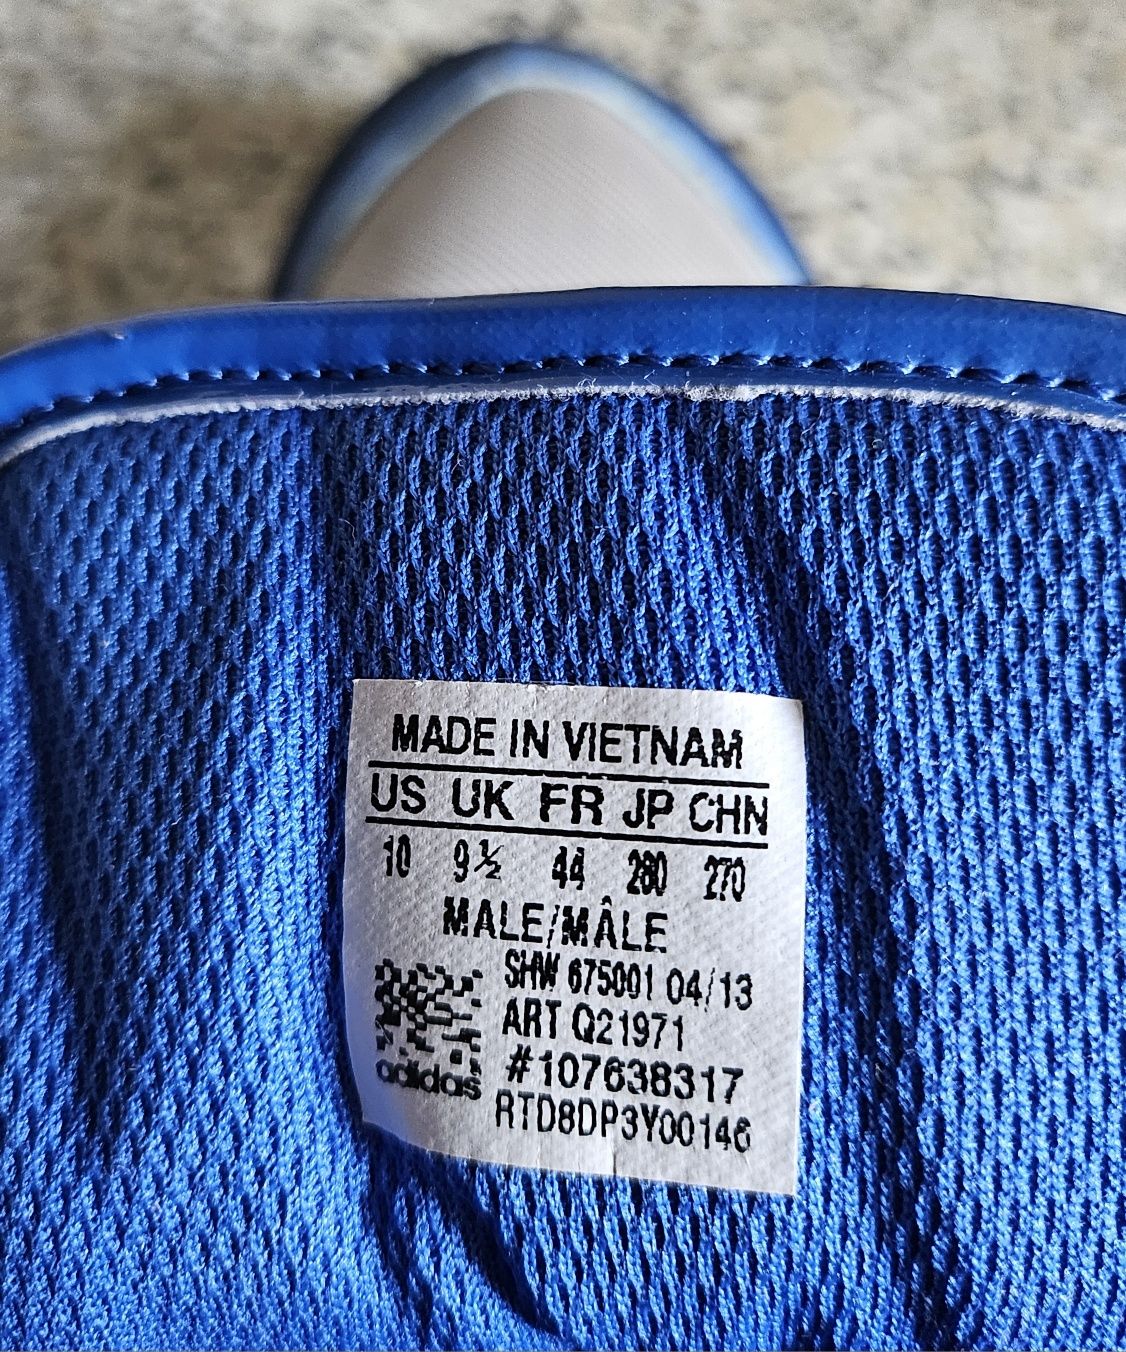 MADE IN VIETNAM
US UK FR JP CHN
10 9½ 44 280 270
MALE/MÂLE
SHW 675001 04/13
ART Q21971
#107638317
adidas
RTD8DP3Y00146